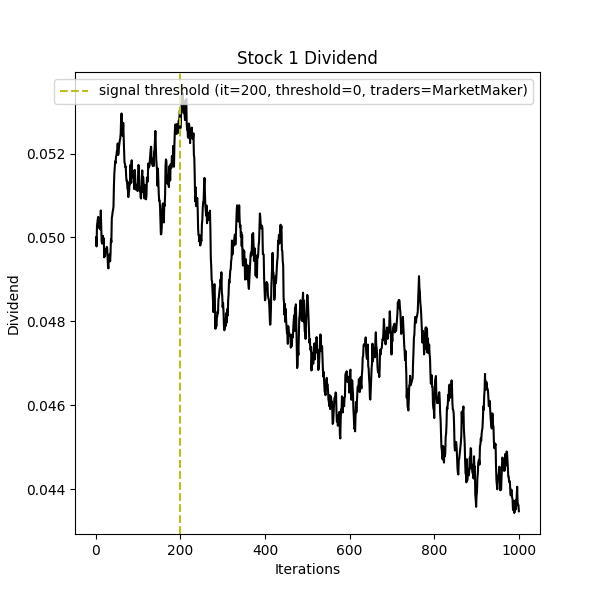 Stock 1 Dividend
signal threshold (it=200, threshold=0, traders=MarketMaker)
0.052
0.050
0.048
0.046
0.044
Dividend
0 200 400 600 800 1000
Iterations